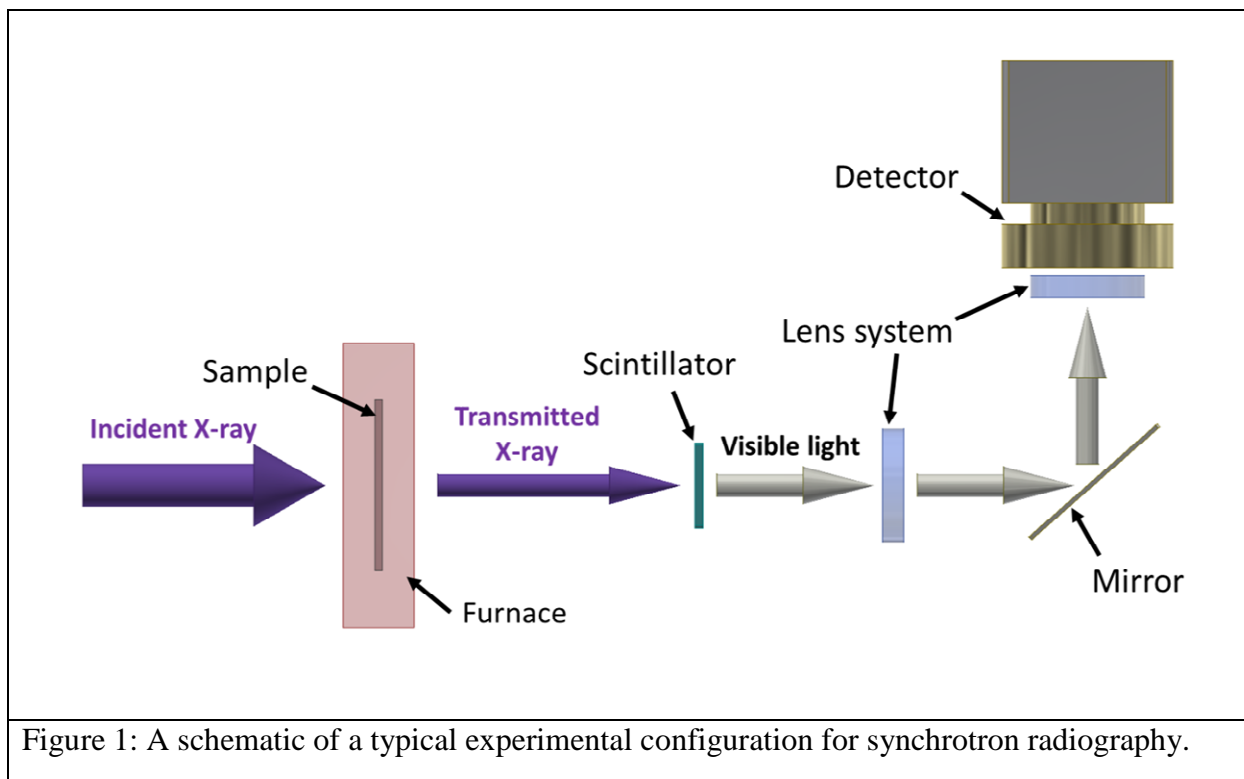 Detector
Lens system
Sample
Scintillator
Incident X-ray
Transmitted
X-ray
Visible light
Furnace
Mirror
Figure 1: A schematic of a typical experimental configuration for synchrotron radiography.